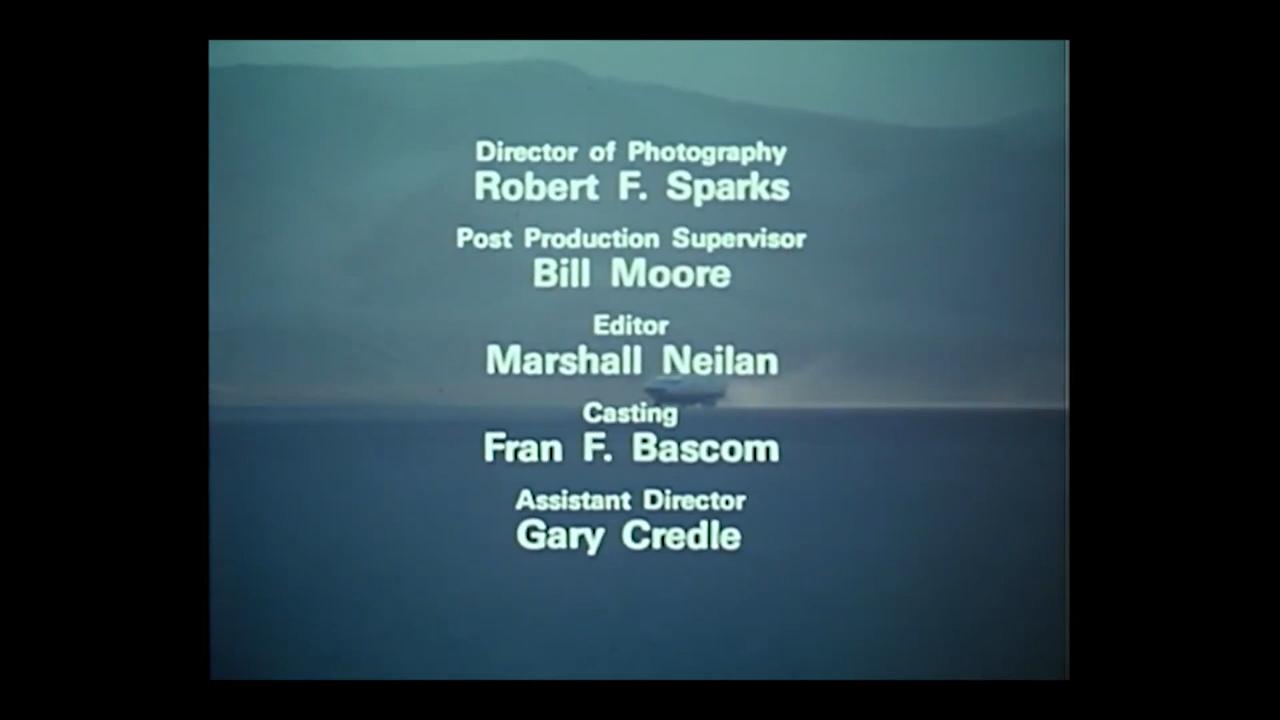 Director of Photography
Robert F. Sparks
Post Production Supervisor
Bill Moore
Editor
Marshall Neilan
Casting
Fran F. Bascom
Assistant Director
Gary Credle